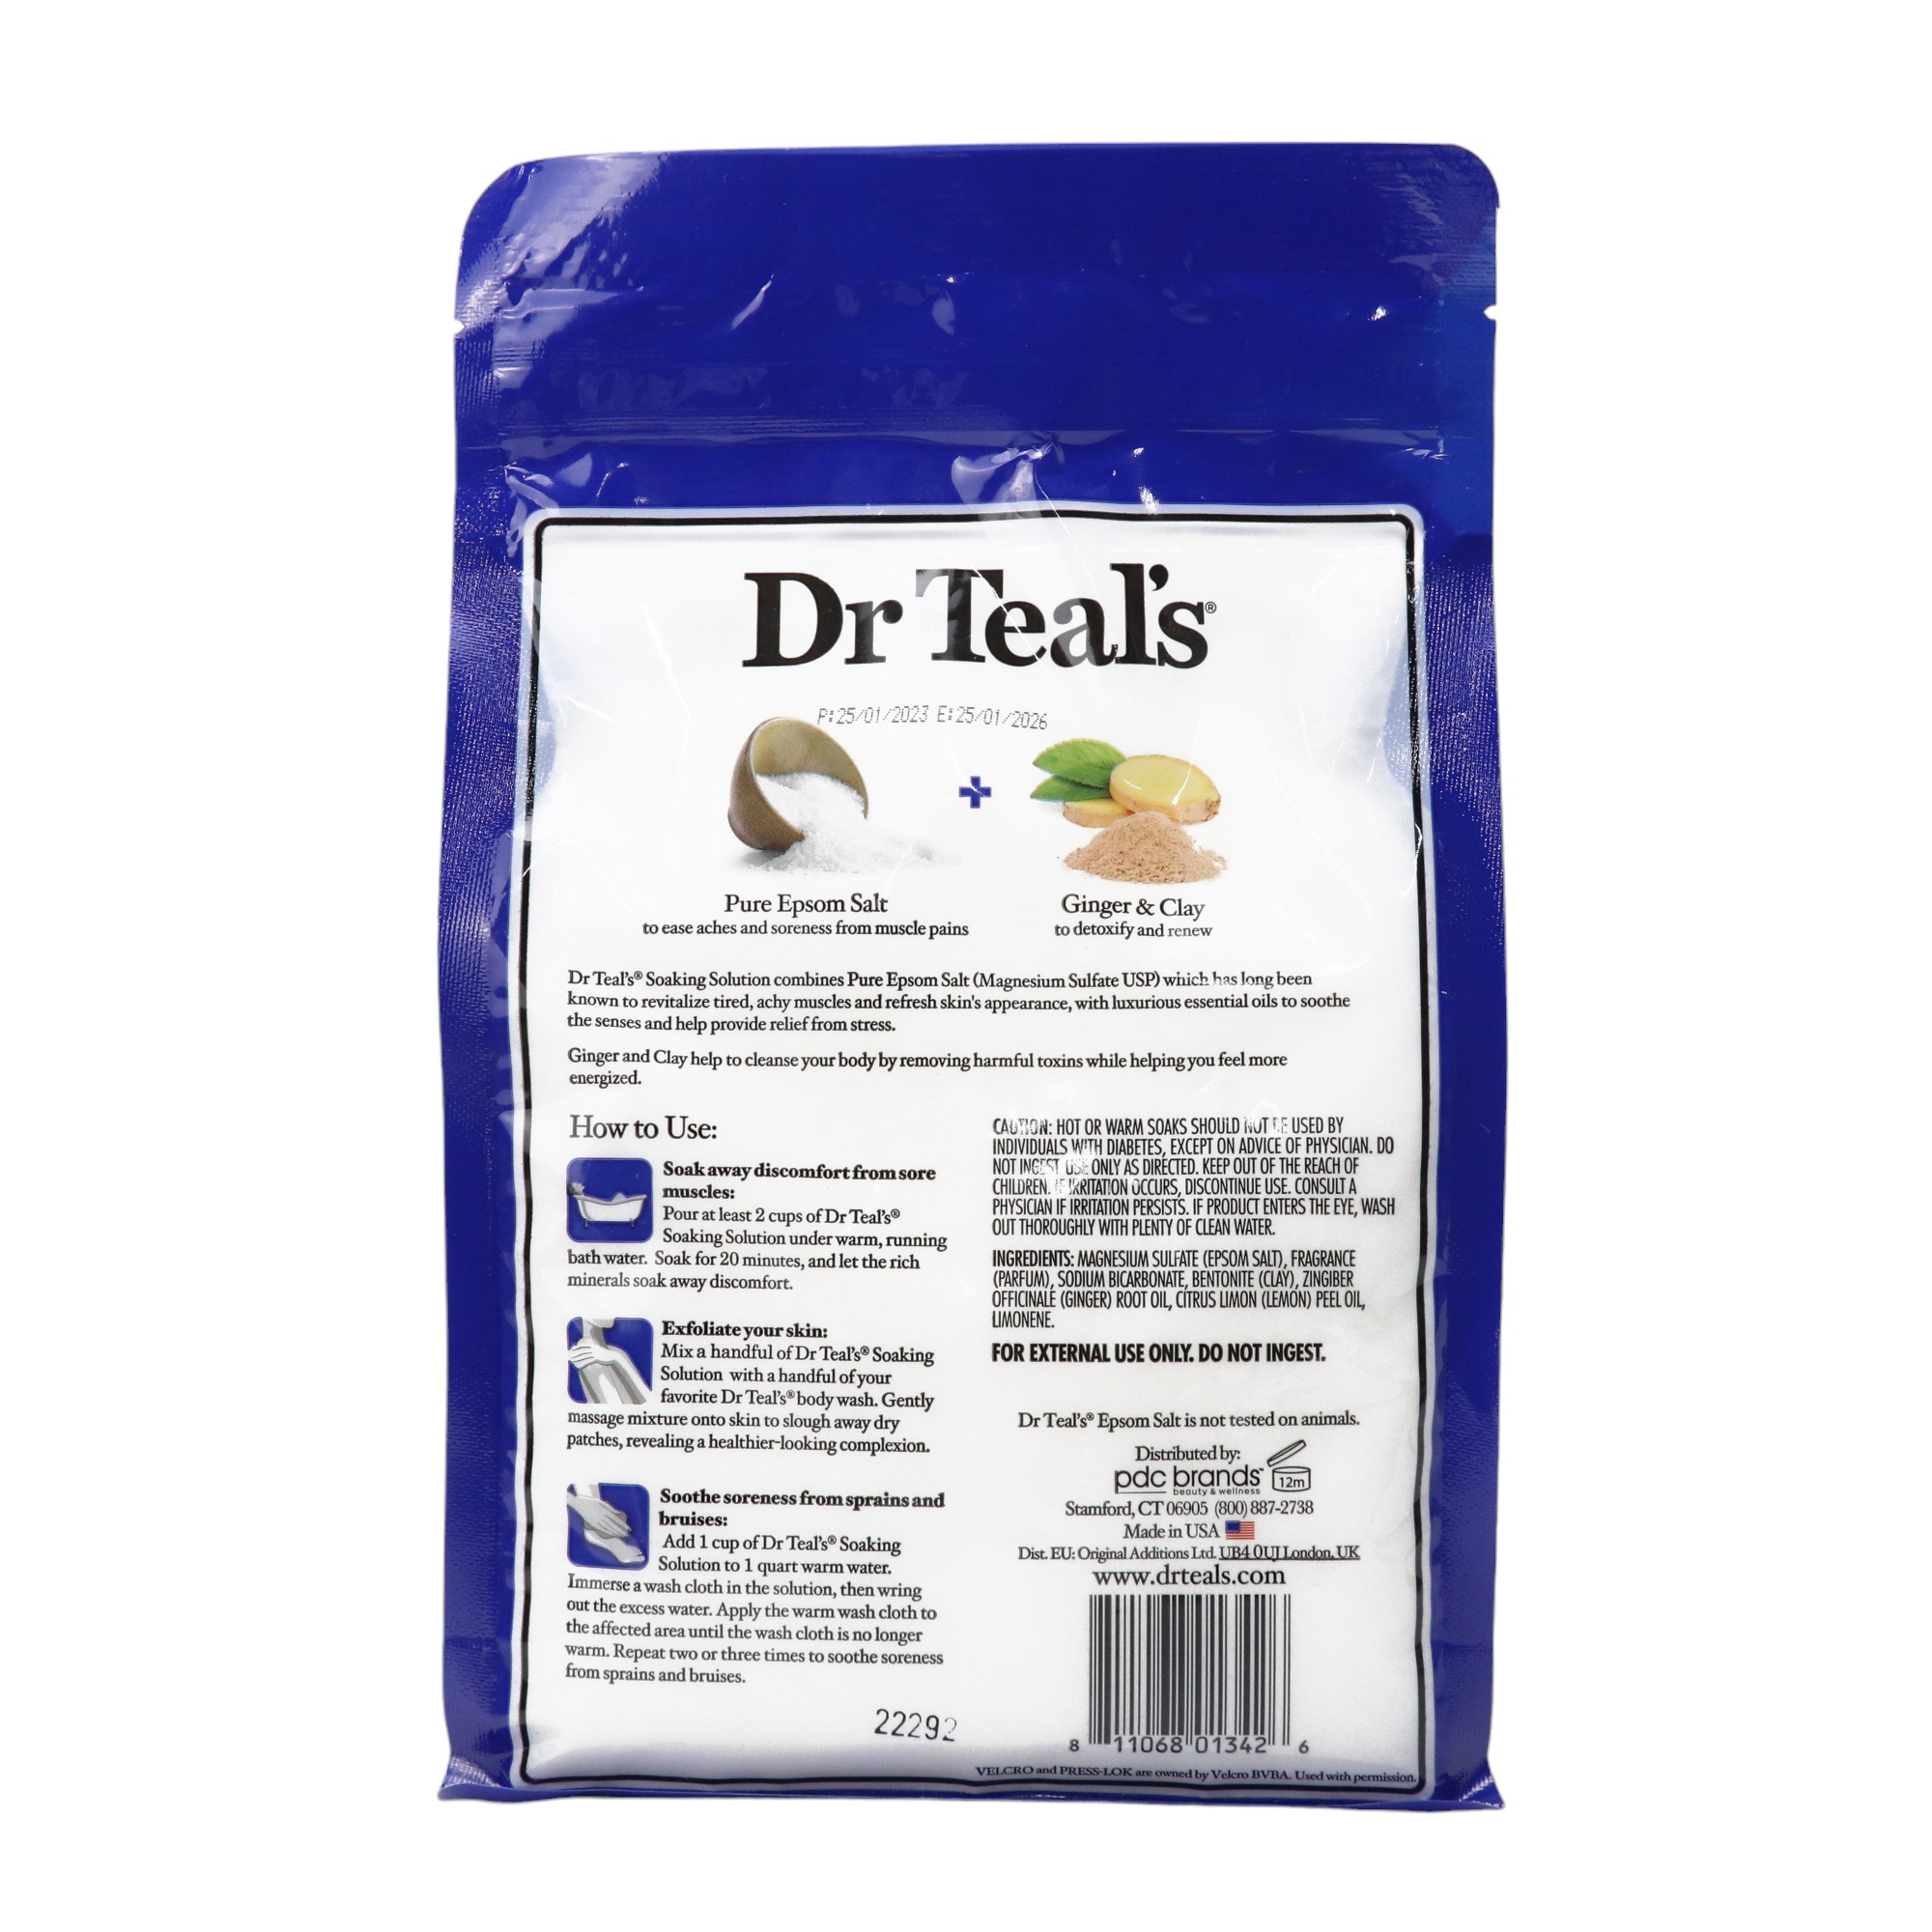 Dr Teal's®
P:25/01/2023 E:25/01/2026
Pure Epsom Salt
to ease aches and soreness from muscle pains
Ginger & Clay
to detoxify and renew
Dr Teal's® Soaking Solution combines Pure Epsom Salt (Magnesium Sulfate USP) which has long been
known to revitalize tired, achy muscles and refresh skin's appearance, with luxurious essential oils to soothe
the senses and help provide relief from stress.
Ginger and Clay help to cleanse your body by removing harmful toxins while helping you feel more
energized.
How to Use:
Soak away discomfort from sore
muscles:
Pour at least 2 cups of Dr Teal's®
Soaking Solution under warm, running
bath water. Soak for 20 minutes, and let the rich
minerals soak away discomfort.
Exfoliate your skin:
Mix a handful of Dr Teal's® Soaking
Solution with a handful of your
favorite Dr Teal's® body wash. Gently
massage mixture onto skin to slough away dry
patches, revealing a healthier-looking complexion.
Soothe soreness from sprains and
bruises:
Add 1 cup of Dr Teal's® Soaking
Solution to 1 quart warm water.
Immerse a wash cloth in the solution, then wring
out the excess water. Apply the warm wash cloth to
the affected area until the wash cloth is no longer
warm. Repeat two or three times to soothe soreness
from sprains and bruises.
22292
CAUTION: HOT OR WARM SOAKS SHOULD NOT BE USED BY
INDIVIDUALS WITH DIABETES, EXCEPT ON ADVICE OF PHYSICIAN. DO
NOT INGEST. USE ONLY AS DIRECTED. KEEP OUT OF THE REACH OF
CHILDREN. IF IRRITATION OCCURS, DISCONTINUE USE. CONSULT A
PHYSICIAN IF IRRITATION PERSISTS. IF PRODUCT ENTERS THE EYE, WASH
OUT THOROUGHLY WITH PLENTY OF CLEAN WATER.
INGREDIENTS: MAGNESIUM SULFATE (EPSOM SALT), FRAGRANCE
(PARFUM), SODIUM BICARBONATE, BENTONITE (CLAY), ZINGIBER
OFFICINALE (GINGER) ROOT OIL, CITRUS LIMON (LEMON) PEEL OIL,
LIMONENE.
FOR EXTERNAL USE ONLY. DO NOT INGEST.
Dr Teal's® Epsom Salt is not tested on animals.
Distributed by:
pdc brands™
beauty & wellness
12m
Stamford, CT 06905 (800) 887-2738
Made in USA
Dist. EU: Original Additions Ltd. UB4 0UJ London, UK
www.drteals.com
8 11068 01342 6
VELCRO and PRESS-LOK are owned by Velcro BVBA. Used with permission.